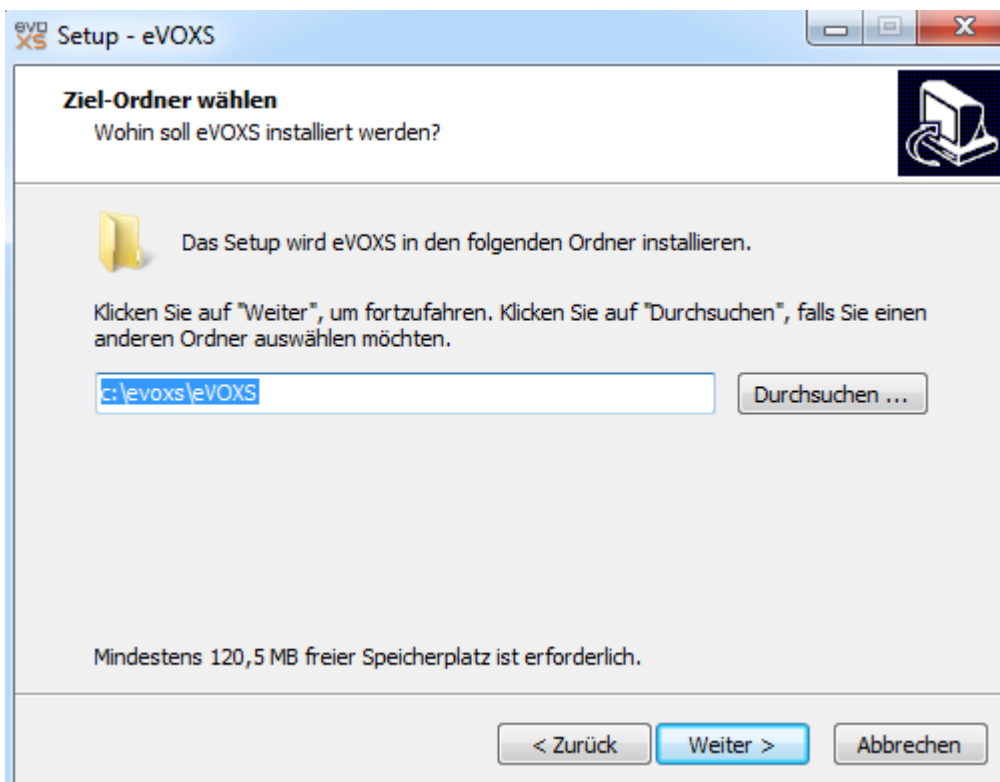 evo
xs Setup - eVOXS
Ziel-Ordner wählen
Wohin soll eVOXS installiert werden?
Das Setup wird eVOXS in den folgenden Ordner installieren.
Klicken Sie auf "Weiter", um fortzufahren. Klicken Sie auf "Durchsuchen", falls Sie einen
anderen Ordner auswählen möchten.
c:\evoxs\eVOXS
Durchsuchen ...
Mindestens 120,5 MB freier Speicherplatz ist erforderlich.
< Zurück
Weiter >
Abbrechen